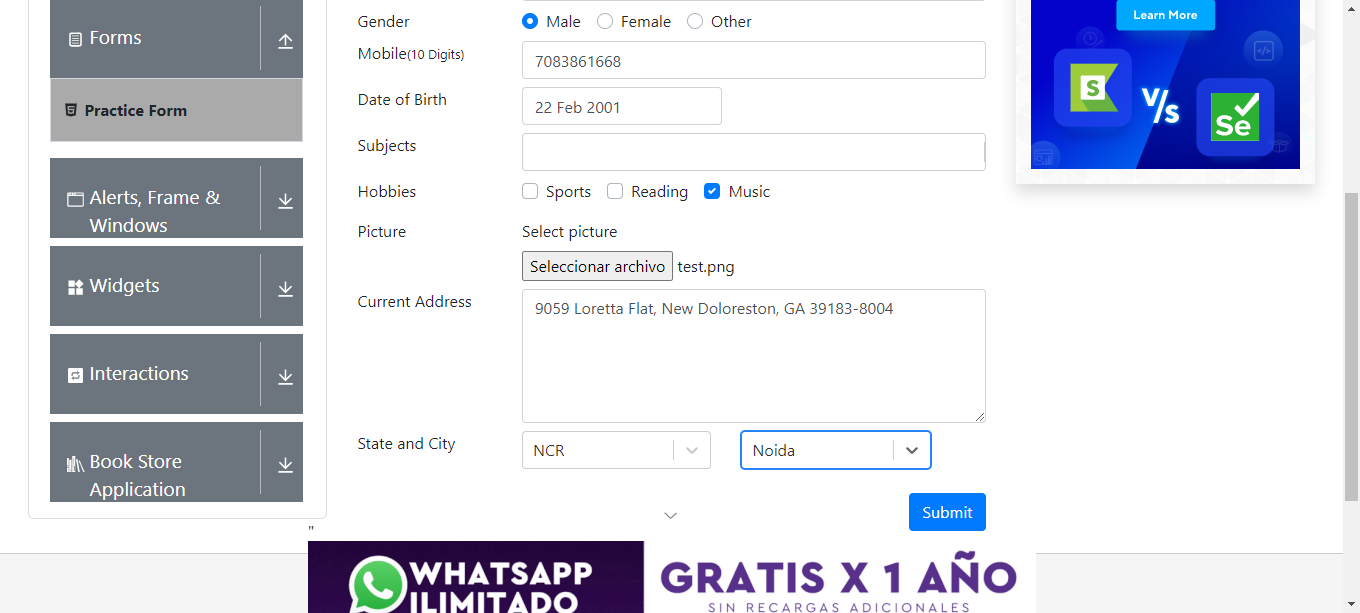 Forms
Practice Form
Alerts, Frame &
Windows
Widgets
Interactions
Book Store
Application
Gender
Male
Female
Other
Mobile(10 Digits)
7083861668
Date of Birth
22 Feb 2001
Subjects
Hobbies
Sports
Reading
Music
Picture
Select picture
Seleccionar archivo
test.png
Current Address
9059 Loretta Flat, New Doloreston, GA 39183-8004
State and City
NCR
Noida
Submit
"
Learn More
S
V/s
Se
WHATSAPP
ILIMITADO
GRATIS X 1 AÑO
SIN RECARGAS ADICIONALES